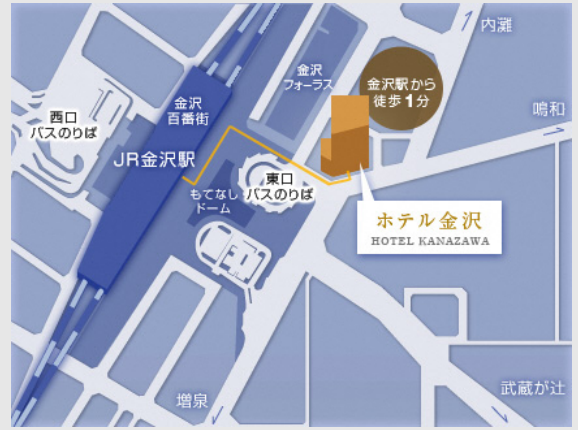 内灘
金沢
フォーラス
金沢駅から
徒歩1分
金沢
百番街
鳴和
西口
バスのりば
JR金沢駅
東口
バスのりば
もてなし
ドーム
ホテル金沢
HOTEL KANAZAWA
増泉
武蔵が辻